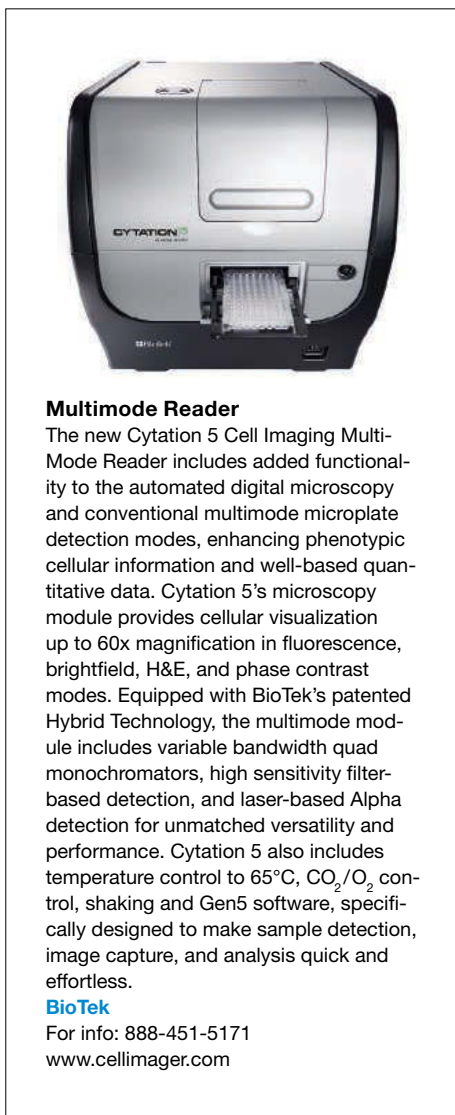 CYTATION 5
BioTek
Multimode Reader
The new Cytation 5 Cell Imaging Multi-
Mode Reader includes added functional-
ity to the automated digital microscopy
and conventional multimode microplate
detection modes, enhancing phenotypic
cellular information and well-based quan-
titative data. Cytation 5’s microscopy
module provides cellular visualization
up to 60x magnification in fluorescence,
brightfield, H&E, and phase contrast
modes. Equipped with BioTek’s patented
Hybrid Technology, the multimode mod-
ule includes variable bandwidth quad
monochromators, high sensitivity filter-
based detection, and laser-based Alpha
detection for unmatched versatility and
performance. Cytation 5 also includes
temperature control to 65°C, CO₂/O₂ con-
trol, shaking and Gen5 software, specifi-
cally designed to make sample detection,
image capture, and analysis quick and
effortless.
BioTek
For info: 888-451-5171
www.cellimager.com